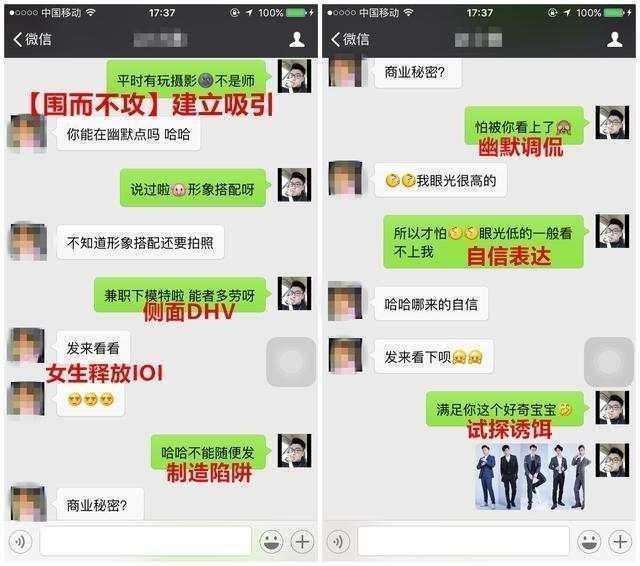 中国移动
17:37
100%
微信
平时有玩摄影 不是师
【围而不攻】建立吸引
你能在幽默点吗 哈哈
说过啦 形象搭配呀
不知道形象搭配还要拍照
兼职下模特啦 能者多劳呀
侧面DHV
发来看看
女生释放IOI
哈哈不能随便发
制造陷阱
商业秘密?
中国移动
17:37
100%
微信
商业秘密?
怕被你看上了
幽默调侃
我眼光很高的
所以才怕 眼光低的一般看
不上我
自信表达
哈哈哪来的自信
发来看下呗
满足你这个好奇宝宝
试探诱饵